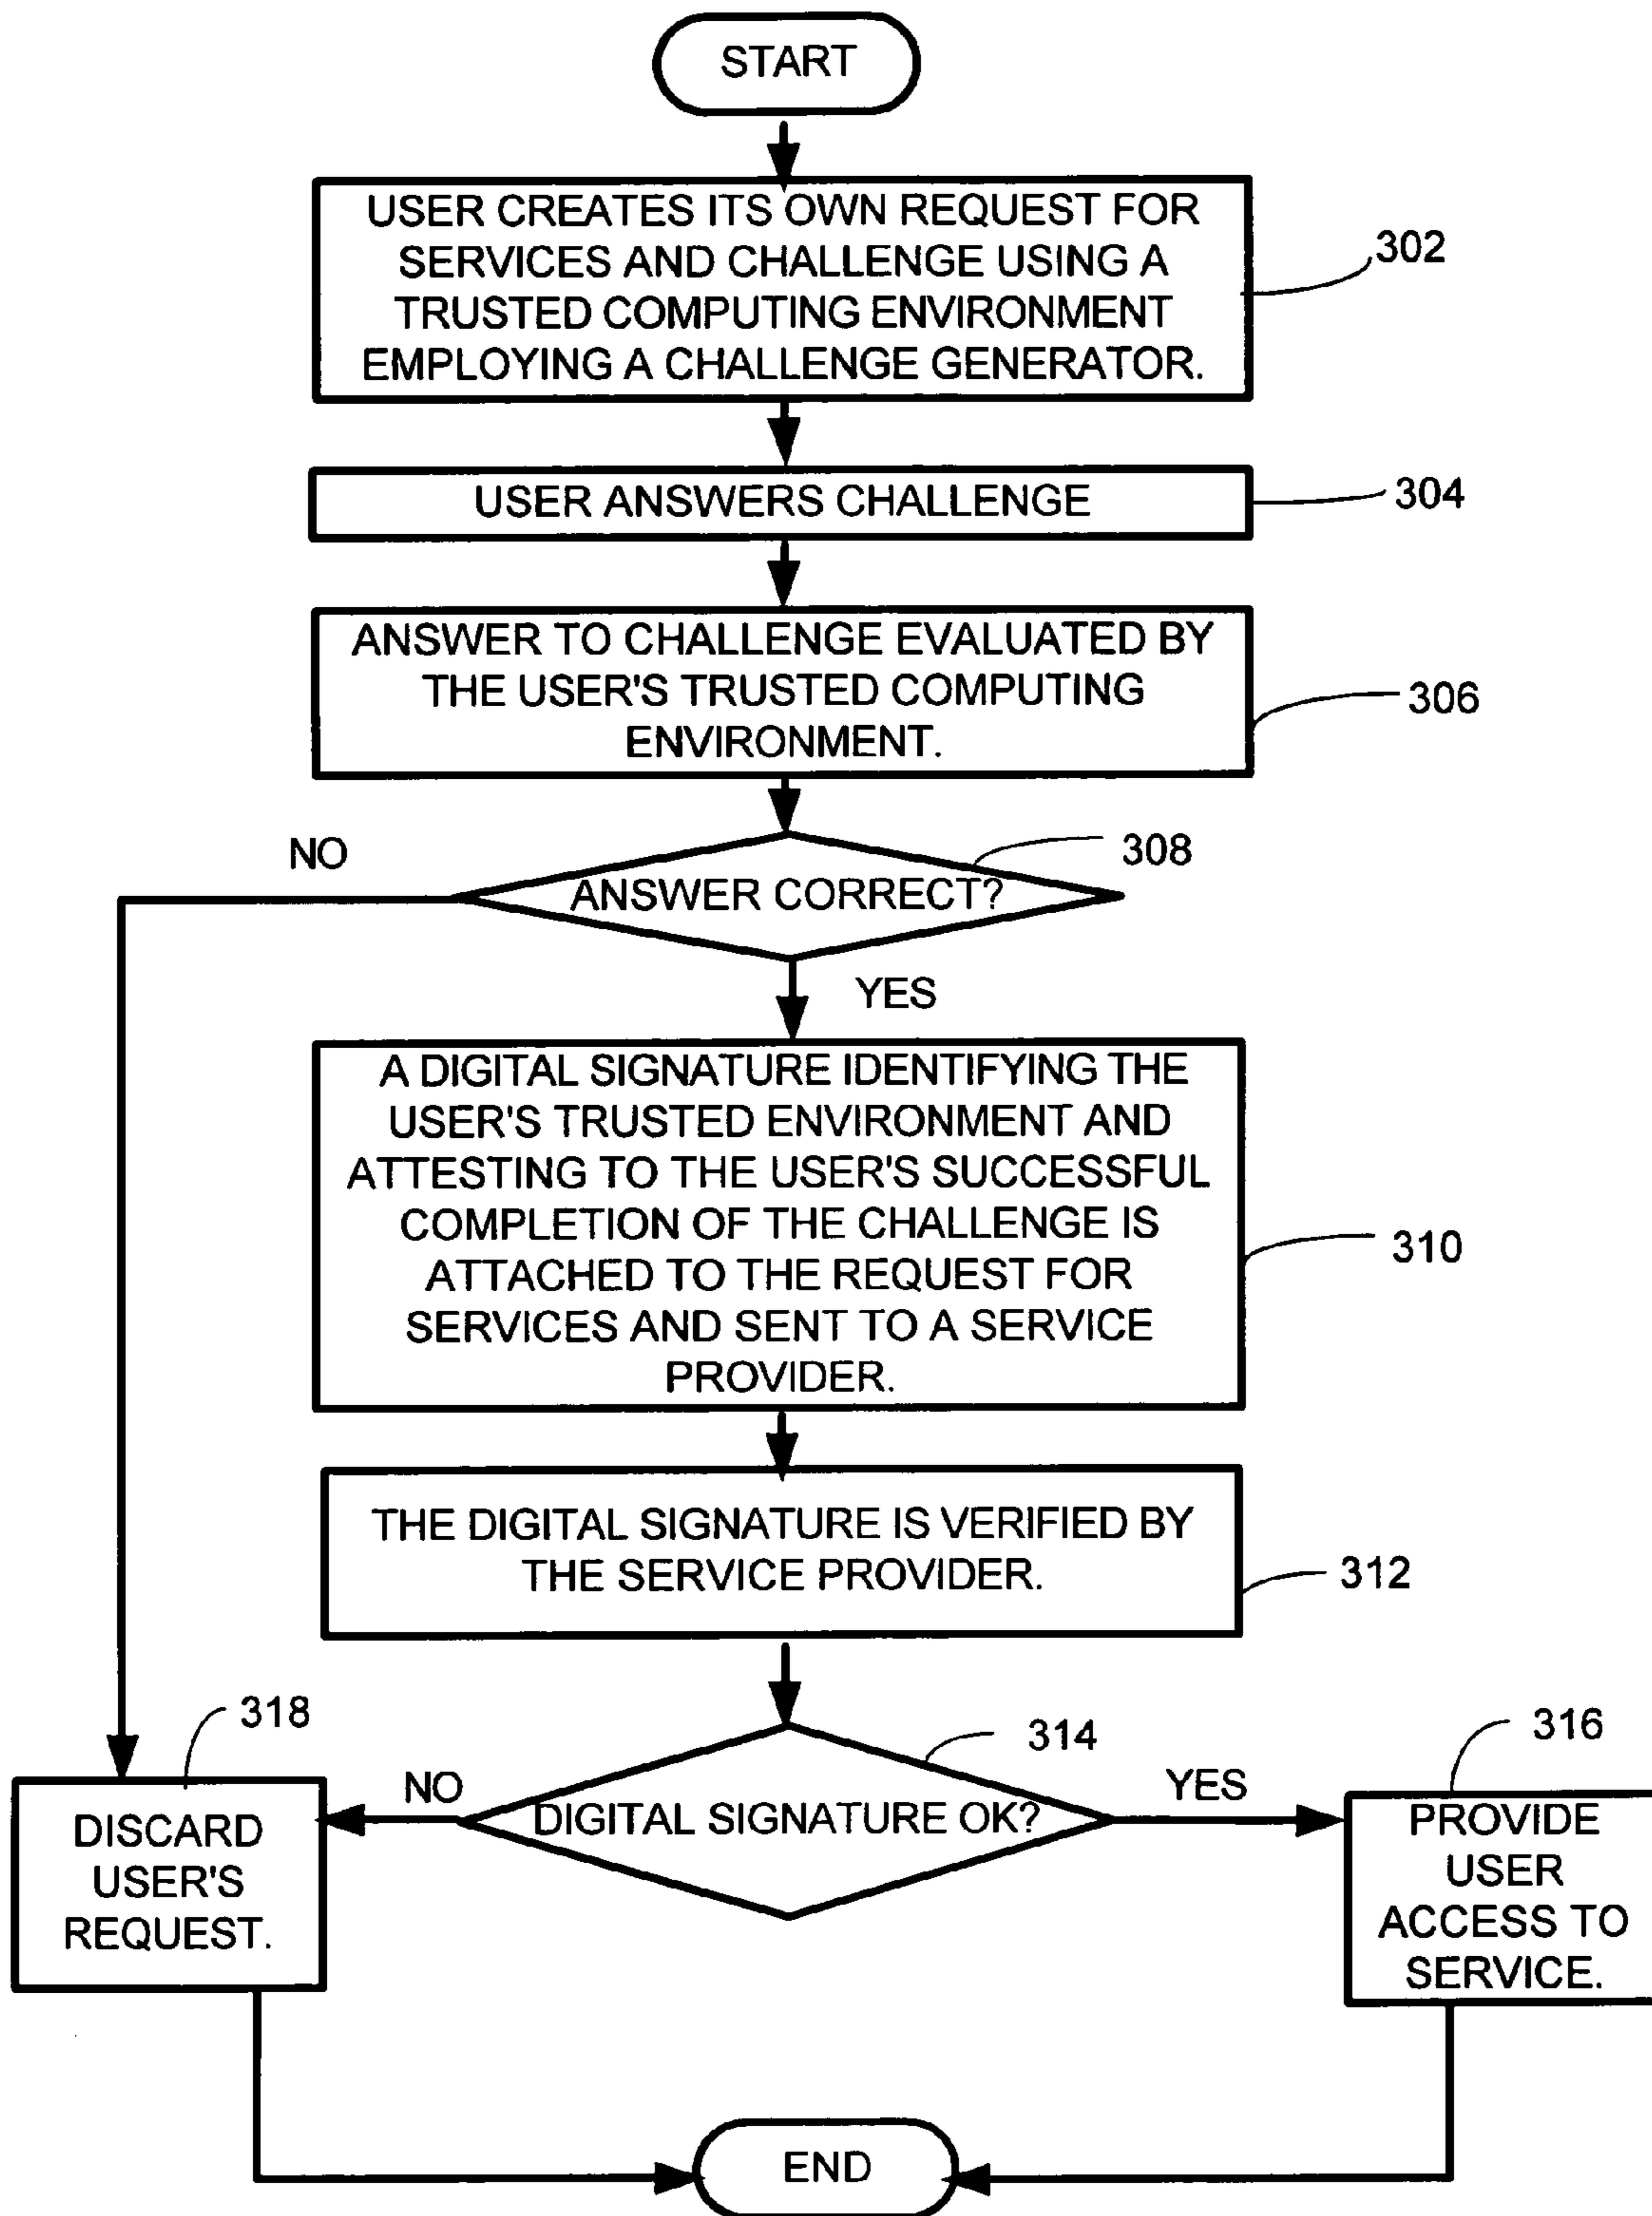 START
USER CREATES ITS OWN REQUEST FOR
SERVICES AND CHALLENGE USING A
TRUSTED COMPUTING ENVIRONMENT
EMPLOYING A CHALLENGE GENERATOR.
302
USER ANSWERS CHALLENGE
304
ANSWER TO CHALLENGE EVALUATED BY
THE USER'S TRUSTED COMPUTING
ENVIRONMENT.
306
NO
308
ANSWER CORRECT?
YES
A DIGITAL SIGNATURE IDENTIFYING THE
USER'S TRUSTED ENVIRONMENT AND
ATTESTING TO THE USER'S SUCCESSFUL
COMPLETION OF THE CHALLENGE IS
ATTACHED TO THE REQUEST FOR
SERVICES AND SENT TO A SERVICE
PROVIDER.
310
THE DIGITAL SIGNATURE IS VERIFIED BY
THE SERVICE PROVIDER.
312
318
314
316
NO
YES
DIGITAL SIGNATURE OK?
DISCARD
USER'S
REQUEST.
PROVIDE
USER
ACCESS TO
SERVICE.
END